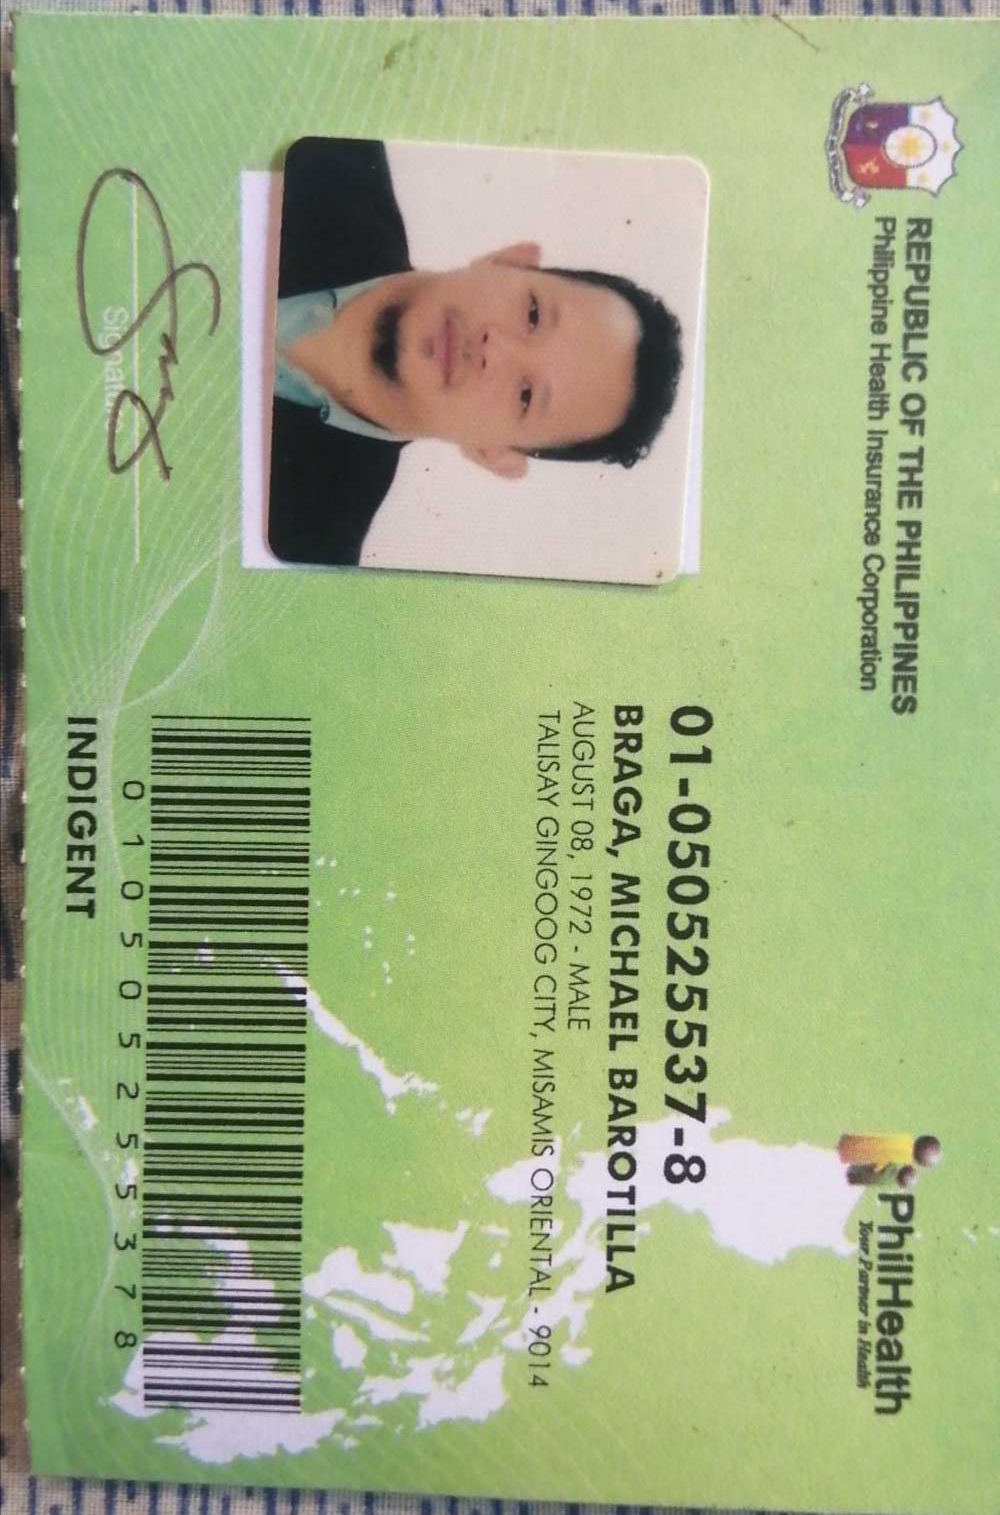 REPUBLIC OF THE PHILIPPINES
Philippine Health Insurance Corporation
PhilHealth
Your Partner in Health
01-050525537-8
BRAGA, MICHAEL BAROTILLA
AUGUST 08, 1972 - MALE
TALISAY GINGOOG CITY, MISAMIS ORIENTAL - 9014
Signature
010505255378
INDIGENT